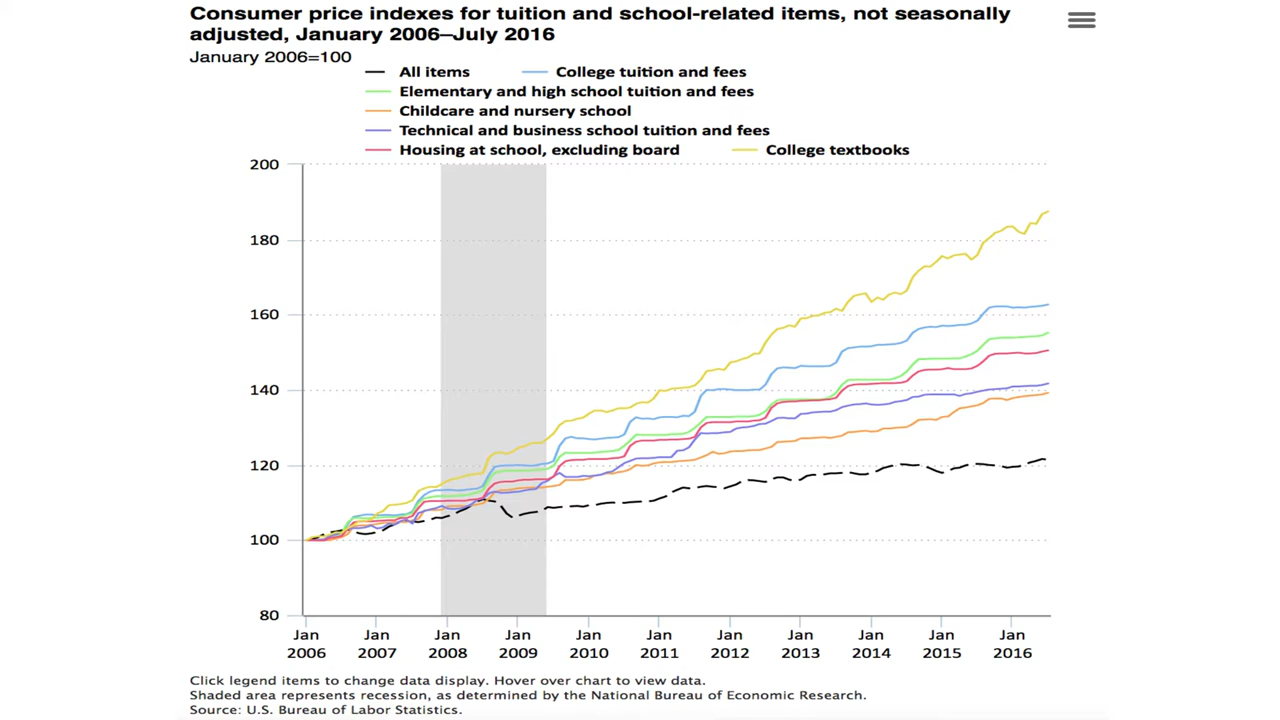 Consumer price indexes for tuition and school-related items, not seasonally
adjusted, January 2006–July 2016
January 2006=100
All items College tuition and fees
Elementary and high school tuition and fees
Childcare and nursery school
Technical and business school tuition and fees
Housing at school, excluding board College textbooks
200
180
160
140
120
100
80
Jan Jan Jan Jan Jan Jan Jan Jan Jan Jan Jan
2006 2007 2008 2009 2010 2011 2012 2013 2014 2015 2016
Click legend items to change data display. Hover over chart to view data.
Shaded area represents recession, as determined by the National Bureau of Economic Research.
Source: U.S. Bureau of Labor Statistics.